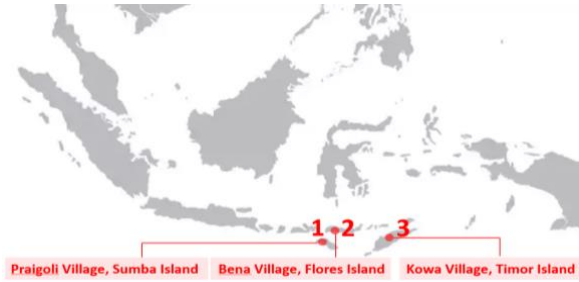 1 2 3
Praigoli Village, Sumba Island
Bena Village, Flores Island
Kowa Village, Timor Island